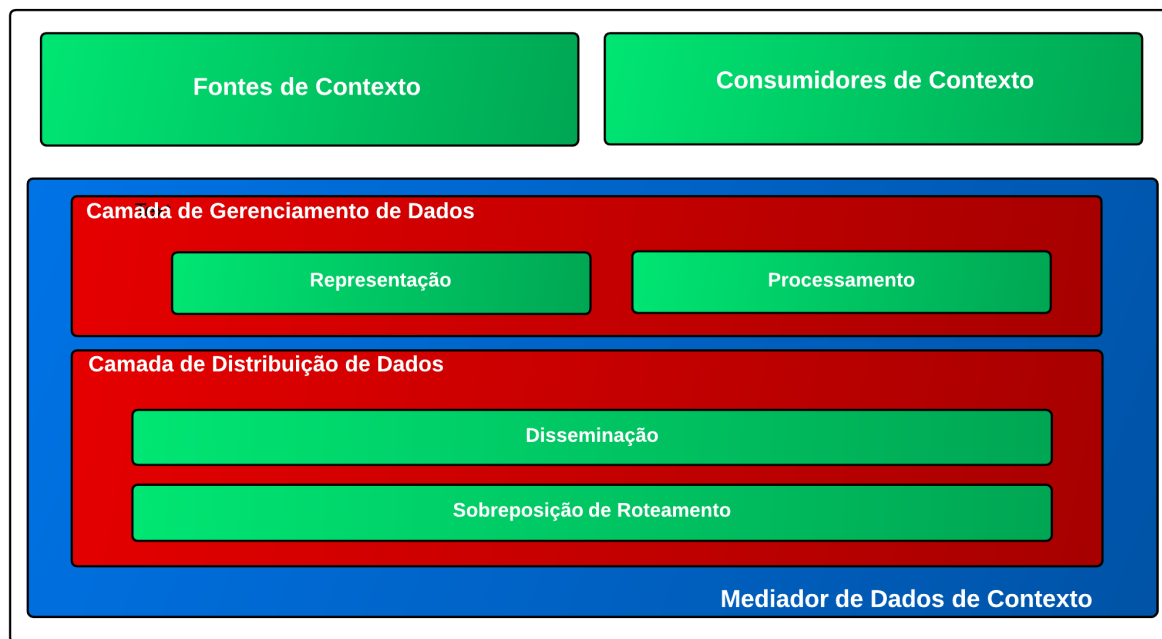 Fontes de Contexto
Consumidores de Contexto
Camada de Gerenciamento de Dados
Representação
Processamento
Camada de Distribuição de Dados
Disseminação
Sobreposição de Roteamento
Mediador de Dados de Contexto